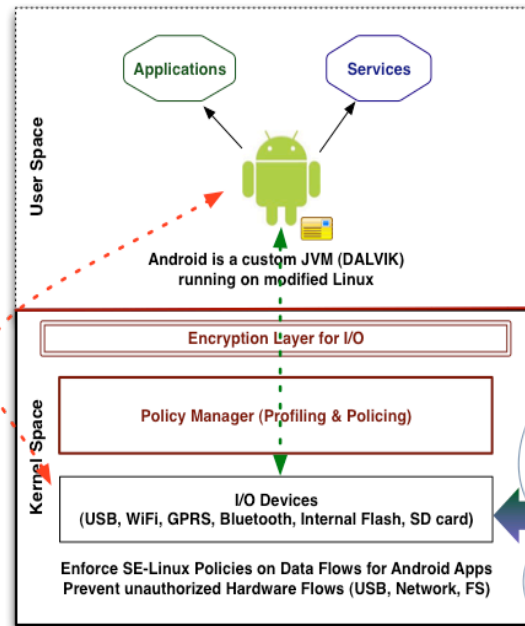 Applications
Services
User Space
Android is a custom JVM (DALVIK)
running on modified Linux
Encryption Layer for I/O
Policy Manager (Profiling & Policing)
Kernel Space
I/O Devices
(USB, WiFi, GPRS, Bluetooth, Internal Flash, SD card)
Enforce SE-Linux Policies on Data Flows for Android Apps
Prevent unauthorized Hardware Flows (USB, Network, FS)